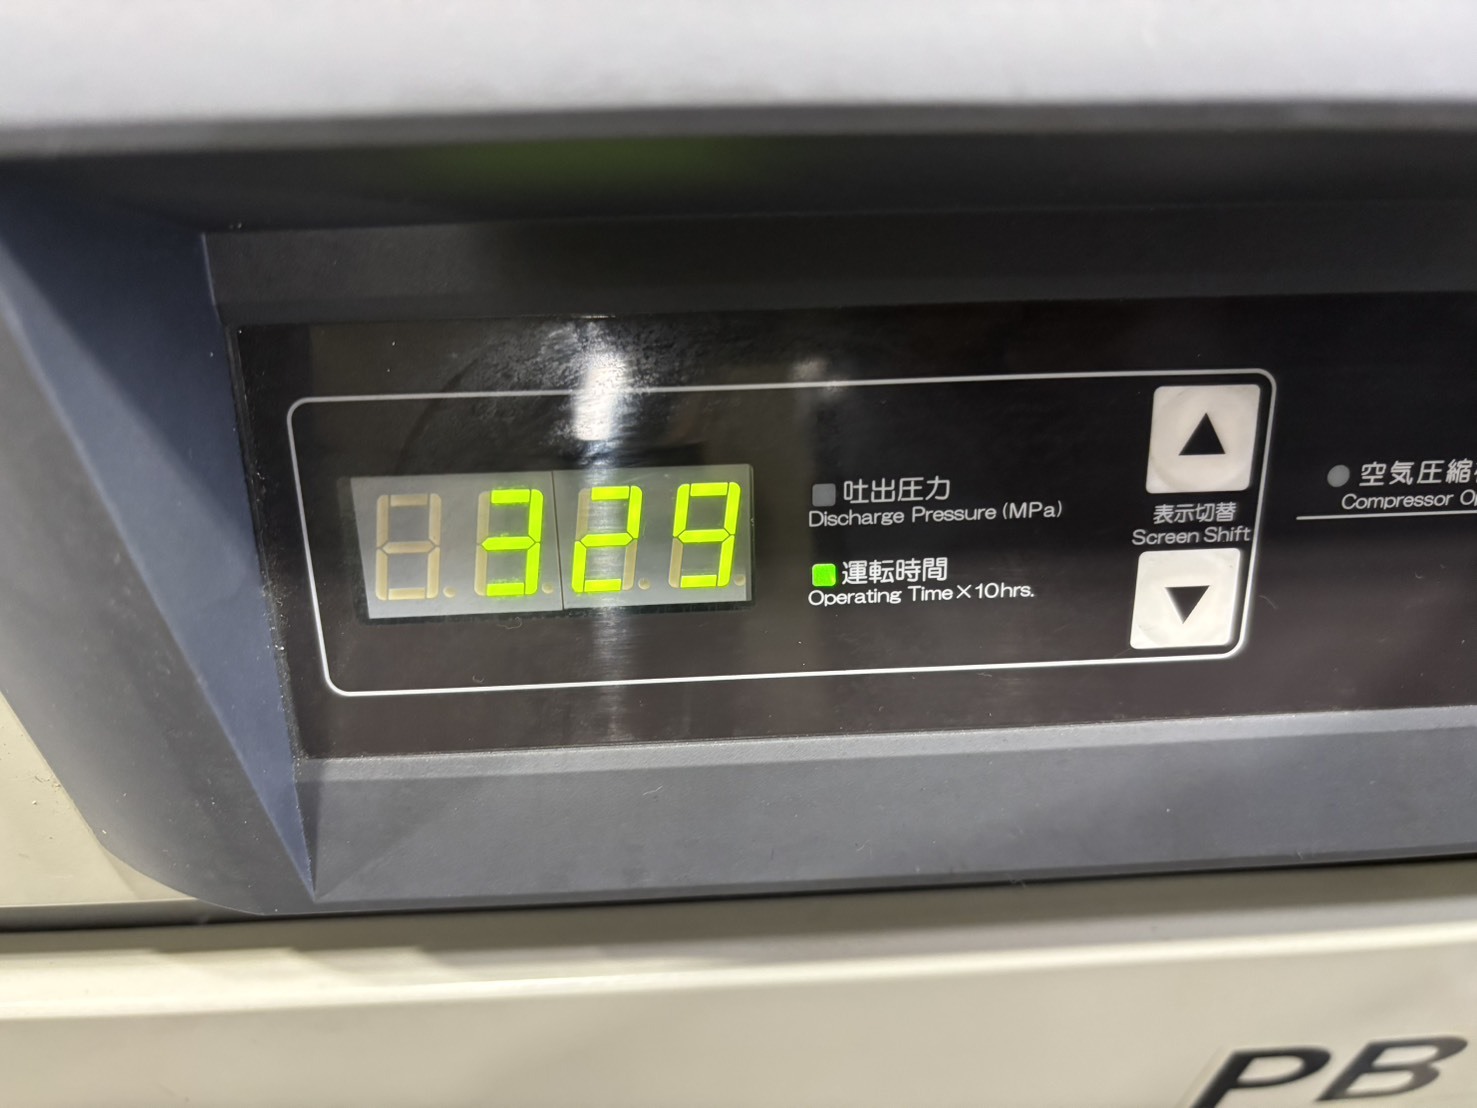 329
吐出圧力
Discharge Pressure (MPa)
運転時間
Operating Time×10hrs.
▲
表示切替
Screen Shift
▼
空気圧縮
Compressor
PB